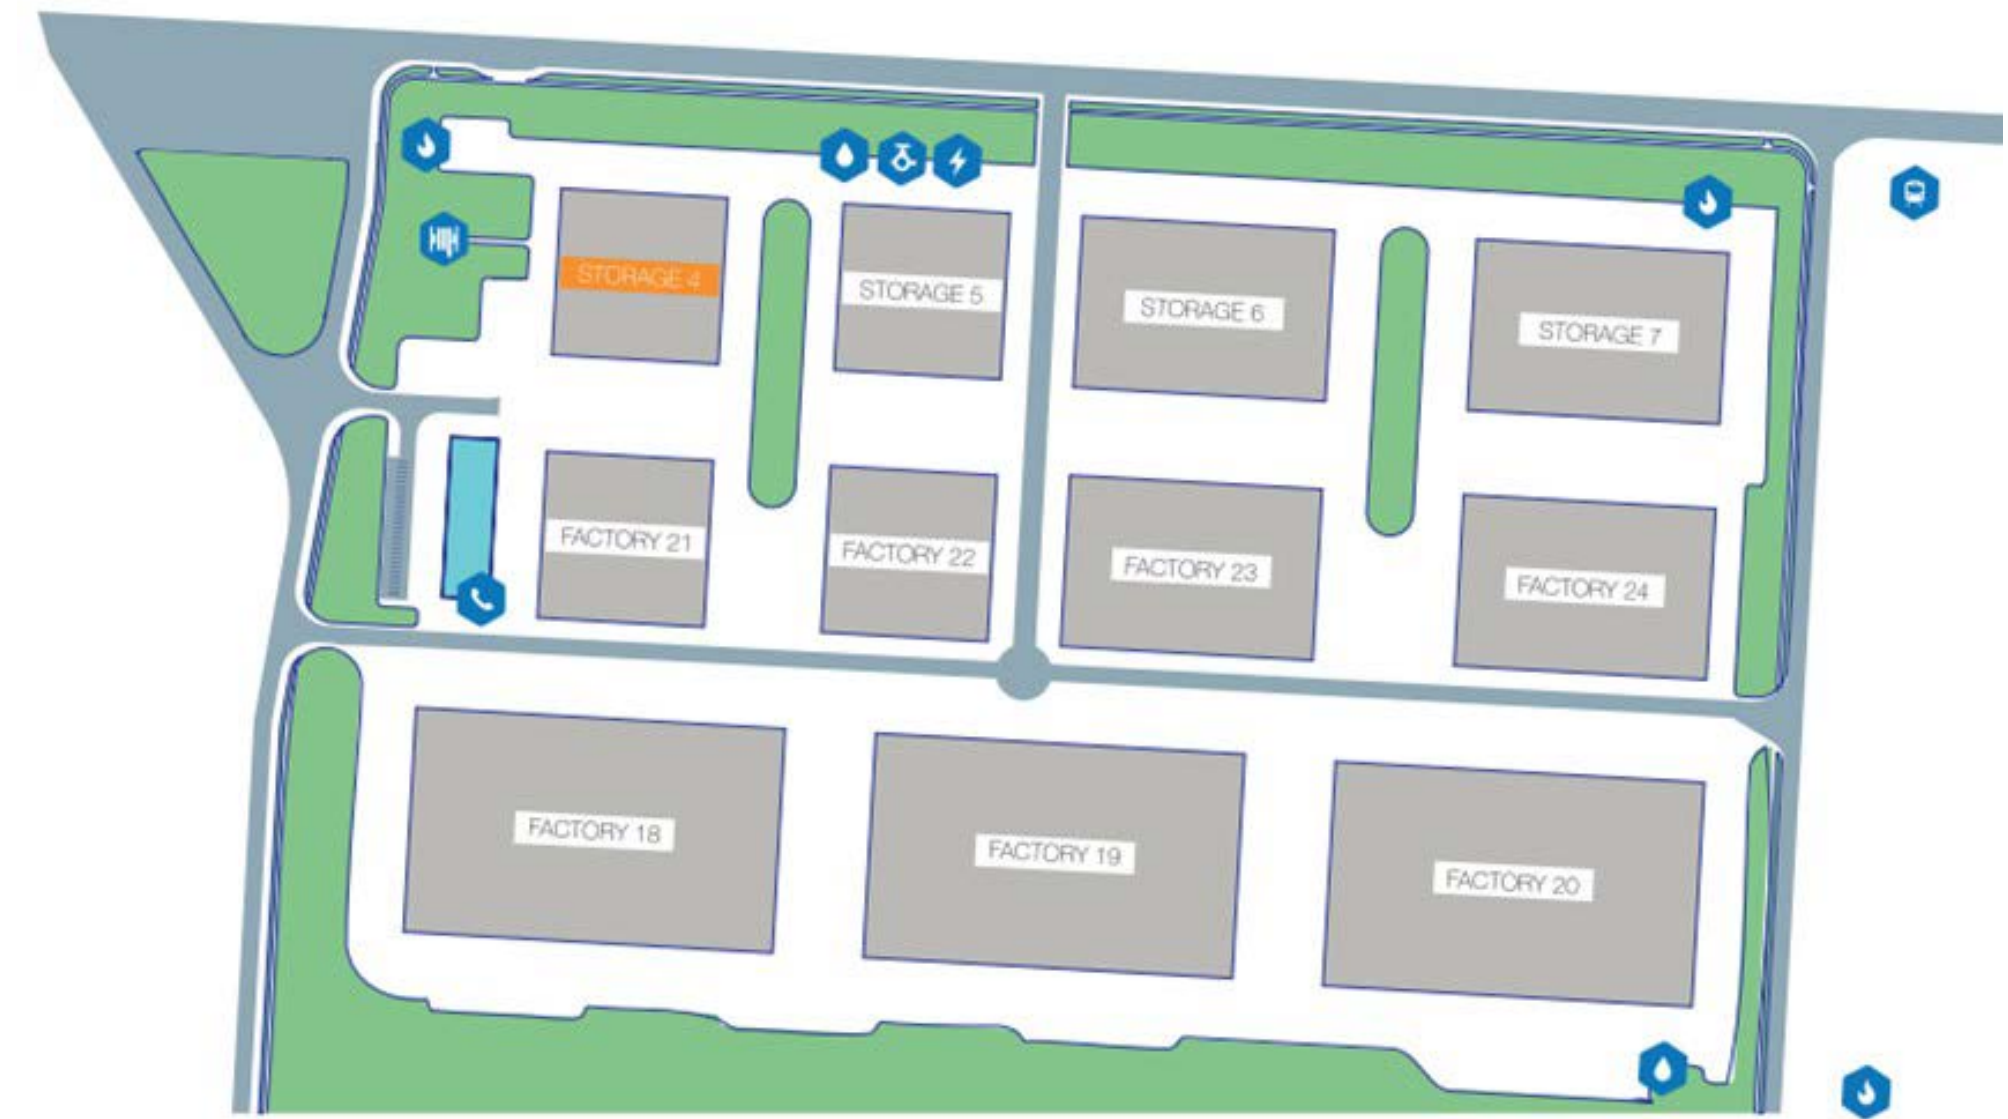 STORAGE 4
STORAGE 5
STORAGE 6
STORAGE 7
FACTORY 21
FACTORY 22
FACTORY 23
FACTORY 24
FACTORY 18
FACTORY 19
FACTORY 20